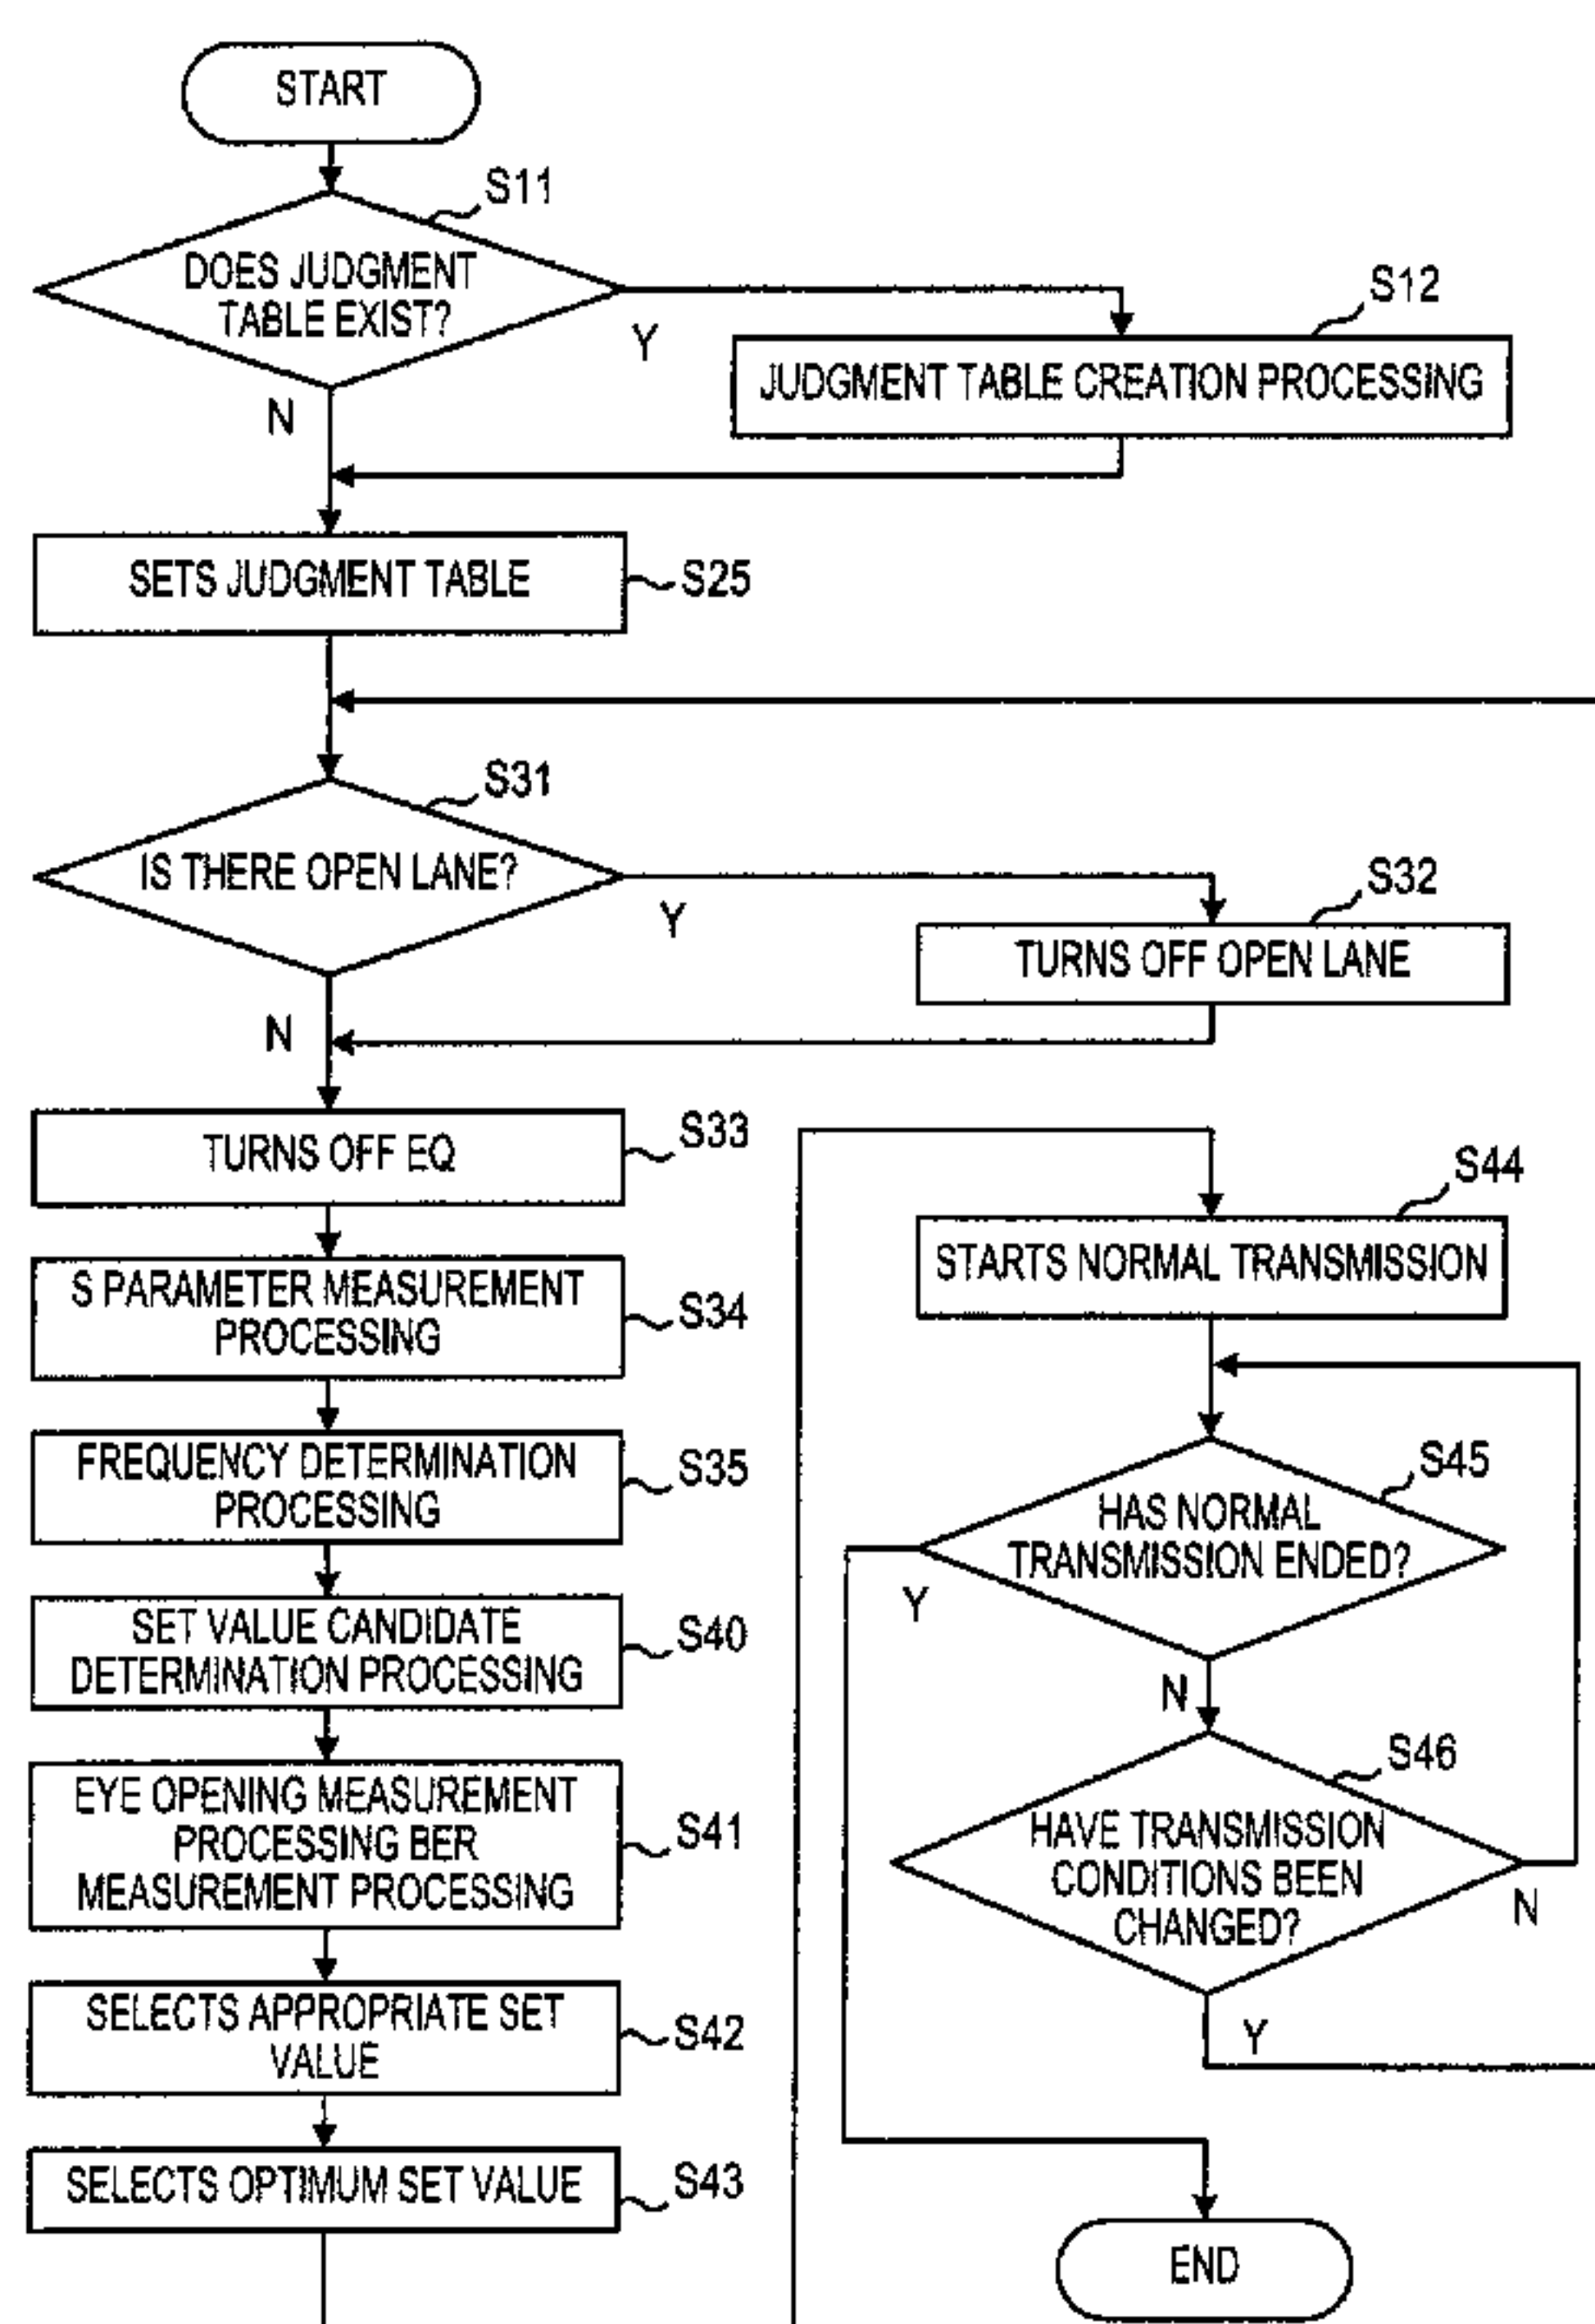 START
S11
DOES JUDGMENT
TABLE EXIST?
Y
N
S12
JUDGMENT TABLE CREATION PROCESSING
SETS JUDGMENT TABLE
S25
S31
IS THERE OPEN LANE?
Y
N
S32
TURNS OFF OPEN LANE
TURNS OFF EQ
S33
S PARAMETER MEASUREMENT
PROCESSING
S34
FREQUENCY DETERMINATION
PROCESSING
S35
SET VALUE CANDIDATE
DETERMINATION PROCESSING
S40
EYE OPENING MEASUREMENT
PROCESSING BER
MEASUREMENT PROCESSING
S41
SELECTS APPROPRIATE SET
VALUE
S42
SELECTS OPTIMUM SET VALUE
S43
S44
STARTS NORMAL TRANSMISSION
S45
HAS NORMAL
TRANSMISSION ENDED?
Y
N
S46
HAVE TRANSMISSION
CONDITIONS BEEN
CHANGED?
N
Y
END